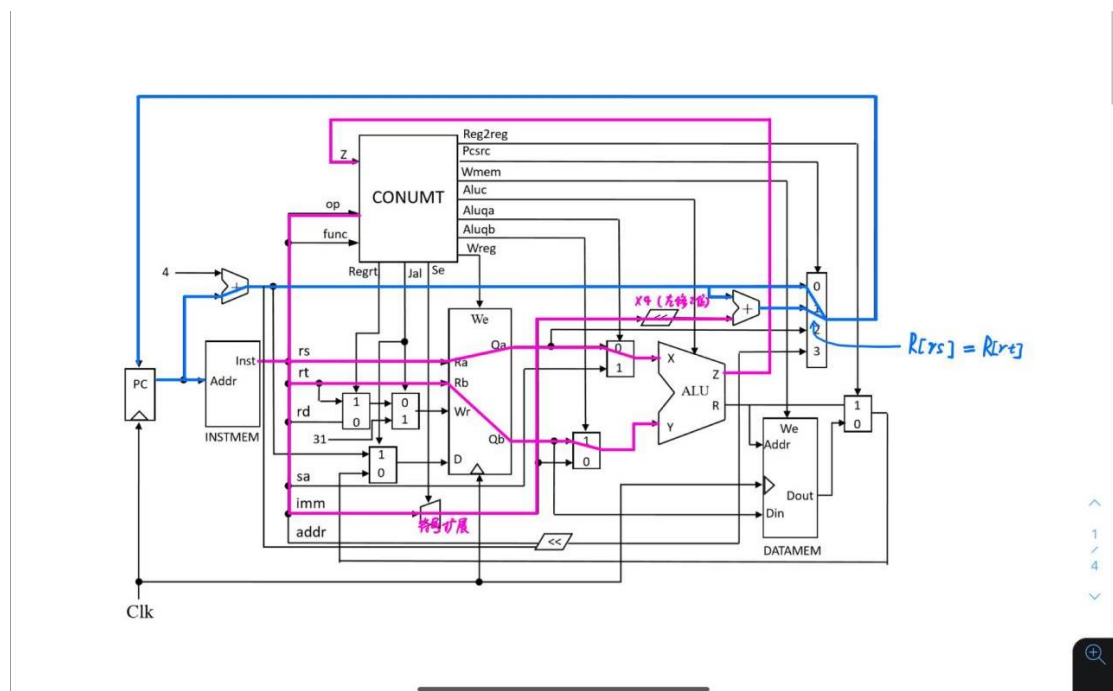 Reg2reg
Pcsrc
Z
Wmem
CONUMT
Aluc
op
Aluqa
func
Aluqb
Wreg
Regrt
Jal
Se
4
+
X4(左移2位)
<<
+
0
1
2
3
R[rs] = R[rt]
We
Inst
rs
Ra
Qa
0
1
X
Z
ALU
R
Y
PC
Addr
INSTMEM
rt
Rb
rd
1
0
0
1
Wr
31
Qb
1
0
1
0
D
1
0
We
Addr
sa
imm
符号扩展
Dout
Din
addr
<<
DATAMEM
Clk
1
/
4